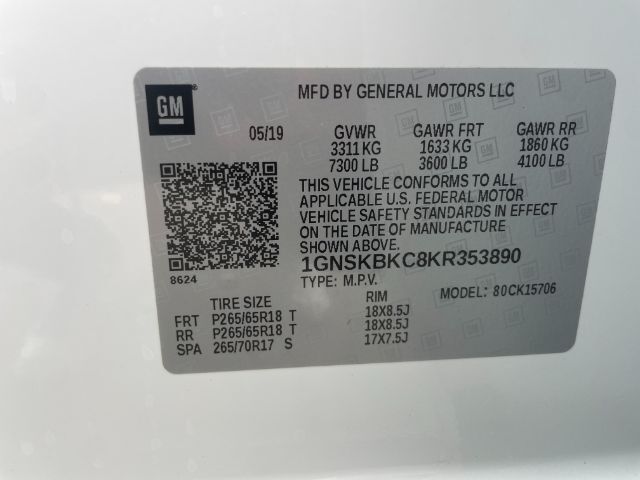 MFD BY GENERAL MOTORS LLC
GM
05/19 GVWR GAWR FRT GAWR RR
3311 KG 1633 KG 1860 KG
7300 LB 3600 LB 4100 LB
THIS VEHICLE CONFORMS TO ALL
APPLICABLE U.S. FEDERAL MOTOR
VEHICLE SAFETY STANDARDS IN EFFECT
ON THE DATE OF MANUFACTURE
SHOWN ABOVE.
1GNSKBKC8KR353890
8624
TYPE: M.P.V. MODEL: 80CK15706
TIRE SIZE RIM
FRT P265/65R18 T 18X8.5J
RR P265/65R18 T 18X8.5J
SPA 265/70R17 S 17X7.5J